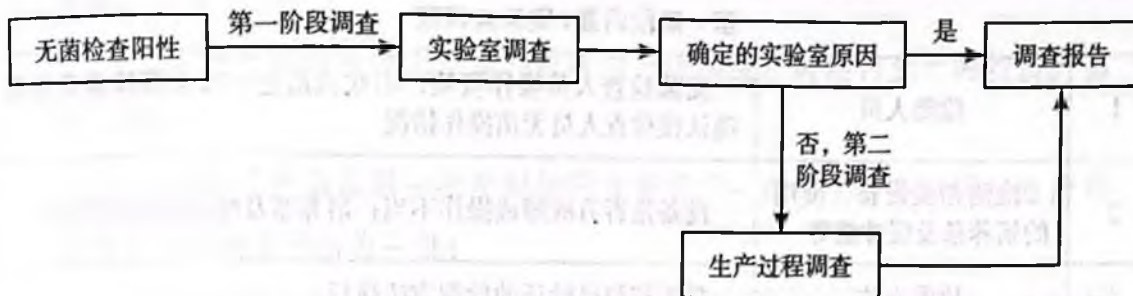 无菌检查阳性
第一阶段调查
实验室调查
确定的实验室原因
是
调查报告
否,第二
阶段调查
生产过程调查